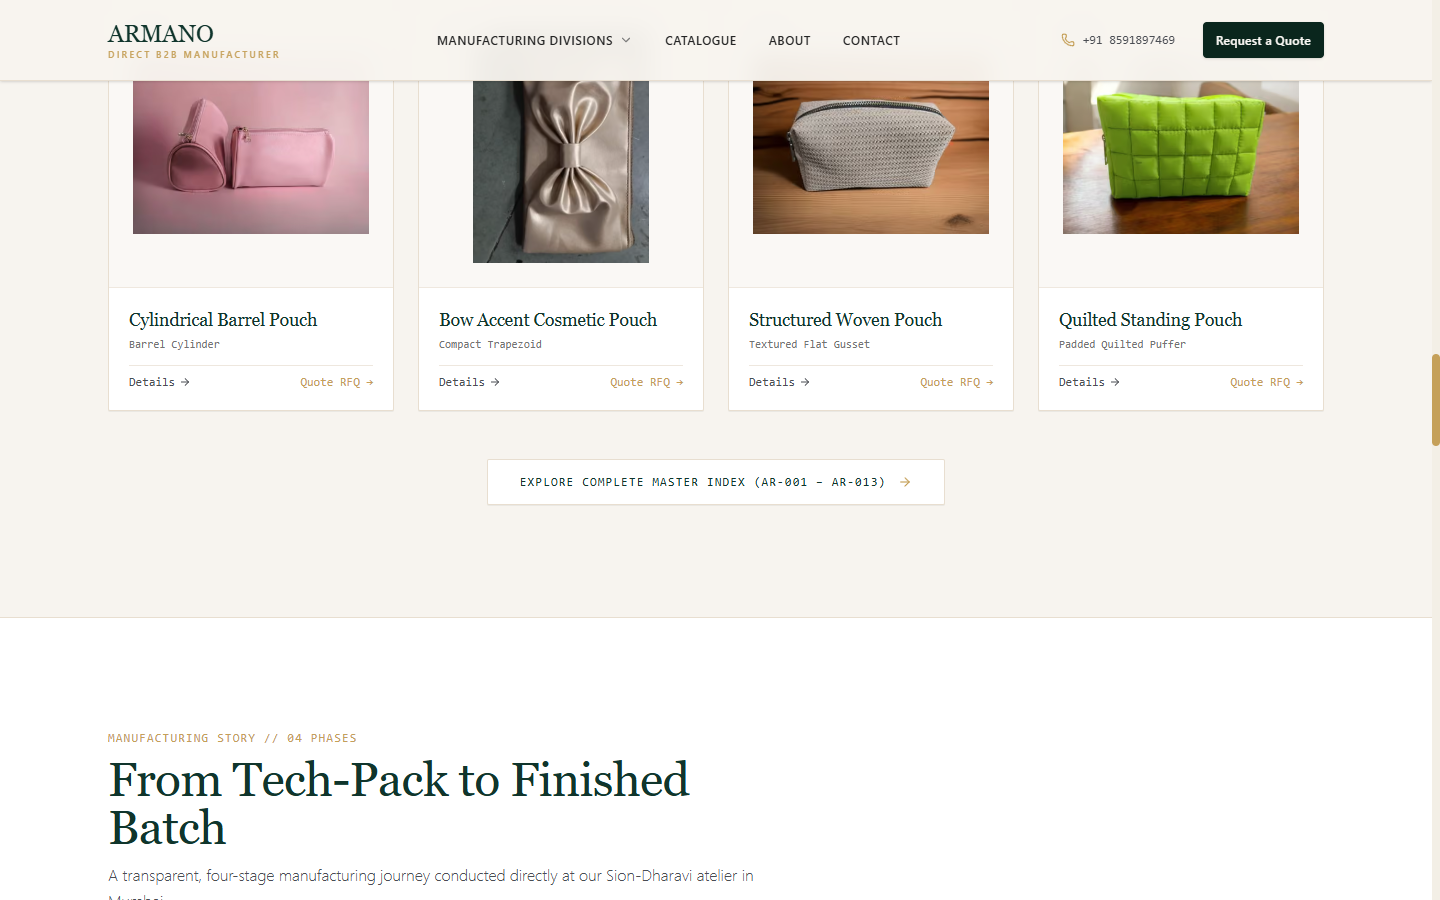 ARMANO
DIRECT B2B MANUFACTURER
MANUFACTURING DIVISIONS
CATALOGUE
ABOUT
CONTACT
+91 8591897469
Request a Quote
Cylindrical Barrel Pouch
Barrel Cylinder
Details →
Quote RFQ →
Bow Accent Cosmetic Pouch
Compact Trapezoid
Details →
Quote RFQ →
Structured Woven Pouch
Textured Flat Gusset
Details →
Quote RFQ →
Quilted Standing Pouch
Padded Quilted Puffer
Details →
Quote RFQ →
EXPLORE COMPLETE MASTER INDEX (AR-001 – AR-013) →
MANUFACTURING STORY // 04 PHASES
From Tech-Pack to Finished
Batch
A transparent, four-stage manufacturing journey conducted directly at our Sion-Dharavi atelier in
Mumbai